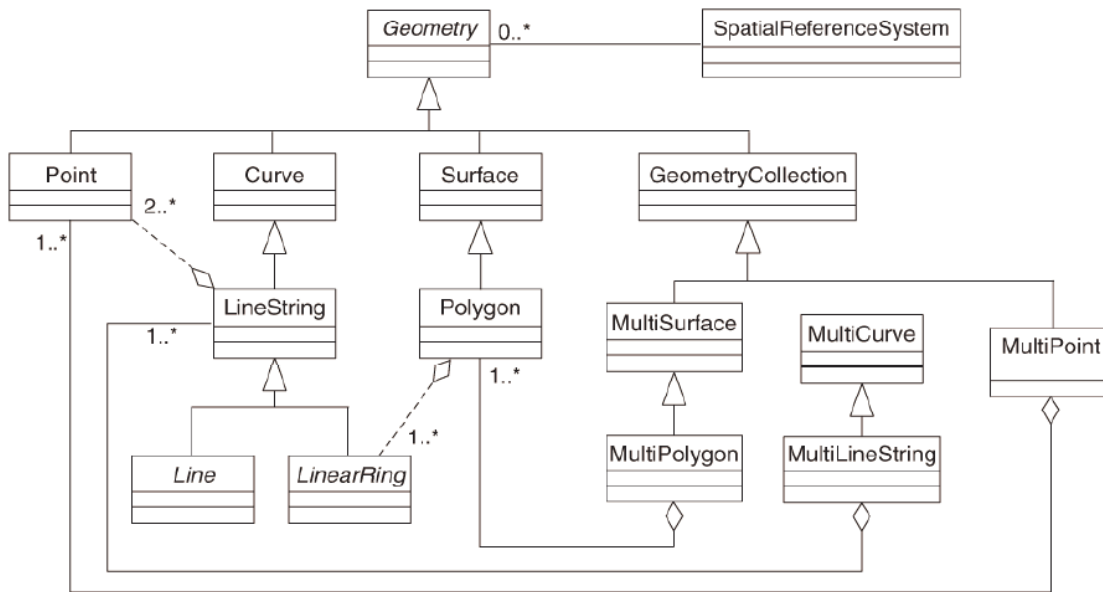 Geometry
0..*
SpatialReferenceSystem
Point
Curve
Surface
GeometryCollection
2..*
1..*
LineString
Polygon
MultiSurface
MultiCurve
MultiPoint
1..*
1..*
1..*
Line
LinearRing
MultiPolygon
MultiLineString